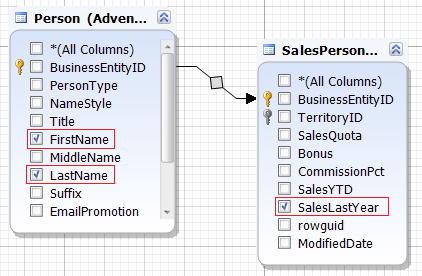 Person (Adven...
*(All Columns)
BusinessEntityID
PersonType
NameStyle
Title
FirstName
MiddleName
LastName
Suffix
EmailPromotion
SalesPerson...
*(All Columns)
BusinessEntityID
TerritoryID
SalesQuota
Bonus
CommissionPct
SalesYTD
SalesLastYear
rowguid
ModifiedDate